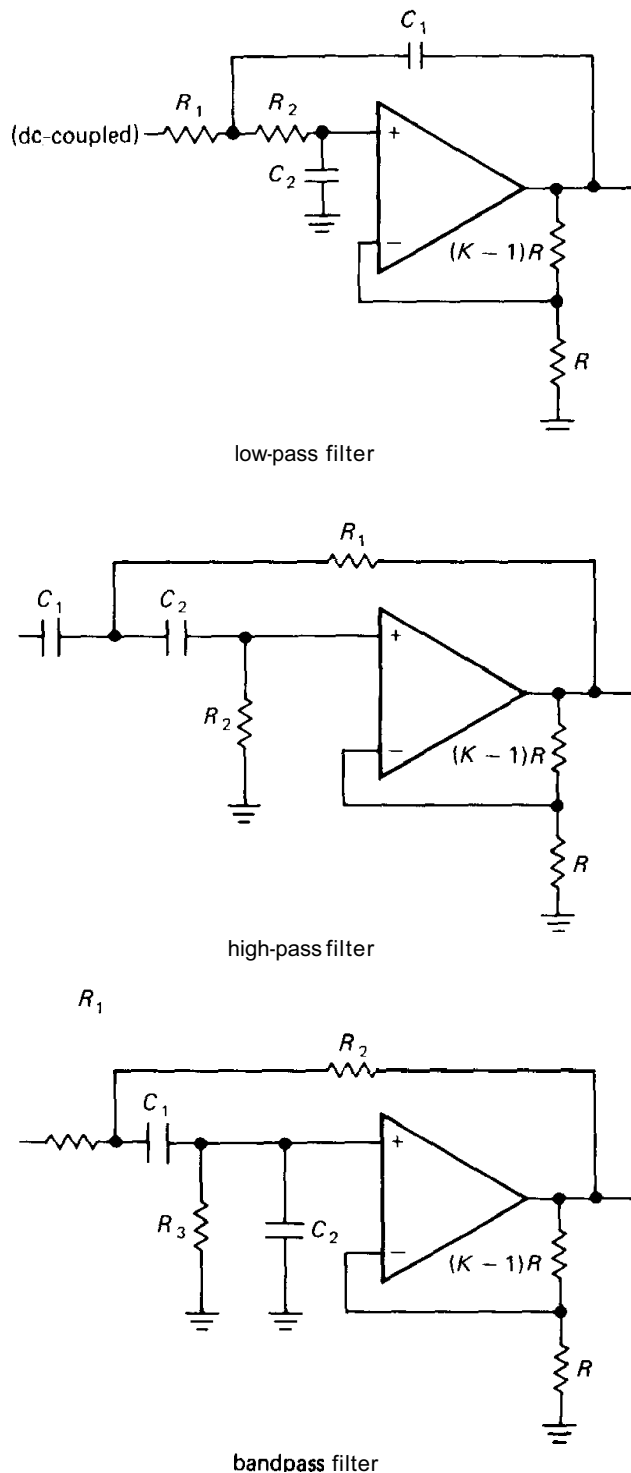 C₁
R₁
R₂
(dc-coupled)
+
C₂
−
(K − 1)R
R
low-pass filter
R₁
C₁
C₂
+
R₂
−
(K − 1)R
R
high-pass filter
R₁
R₂
C₁
+
R₃
C₂
−
(K − 1)R
R
bandpass filter